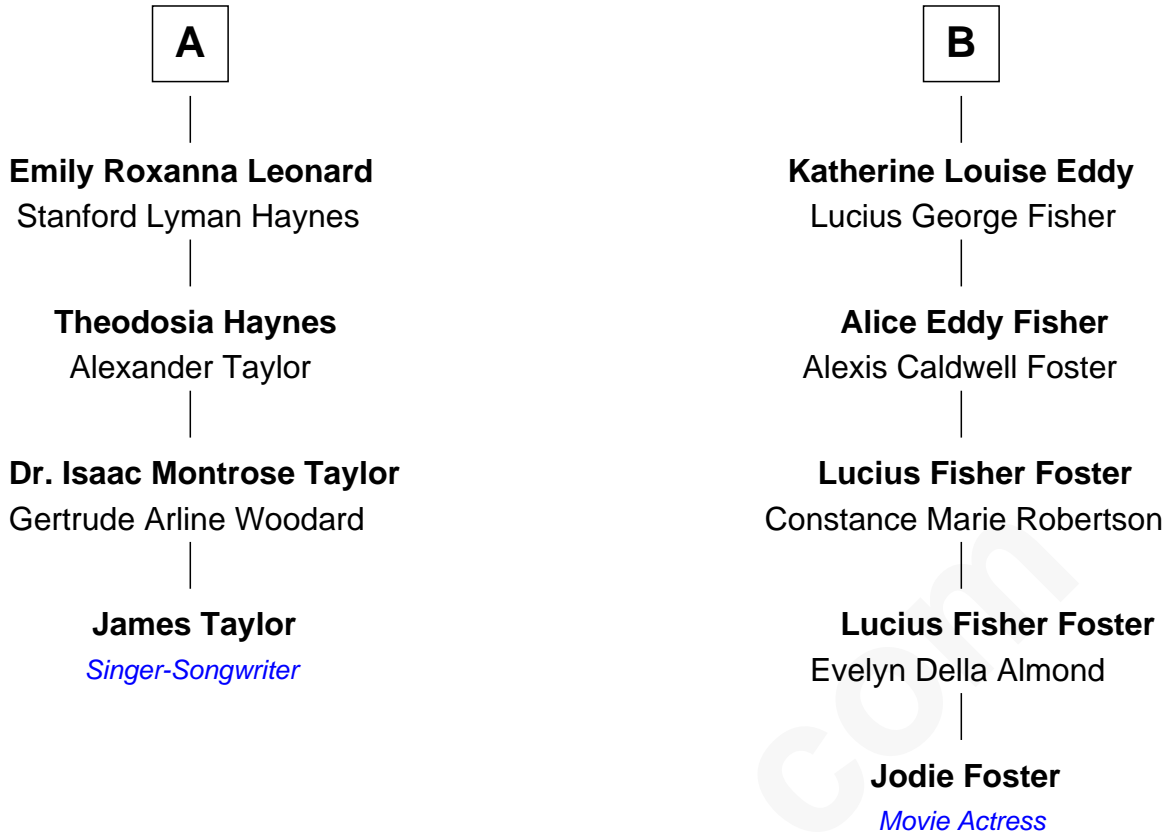 A
Emily Roxanna Leonard
Stanford Lyman Haynes
Theodosia Haynes
Alexander Taylor
Dr. Isaac Montrose Taylor
Gertrude Arline Woodard
James Taylor
Singer-Songwriter
B
Katherine Louise Eddy
Lucius George Fisher
Alice Eddy Fisher
Alexis Caldwell Foster
Lucius Fisher Foster
Constance Marie Robertson
Lucius Fisher Foster
Evelyn Della Almond
Jodie Foster
Movie Actress
com